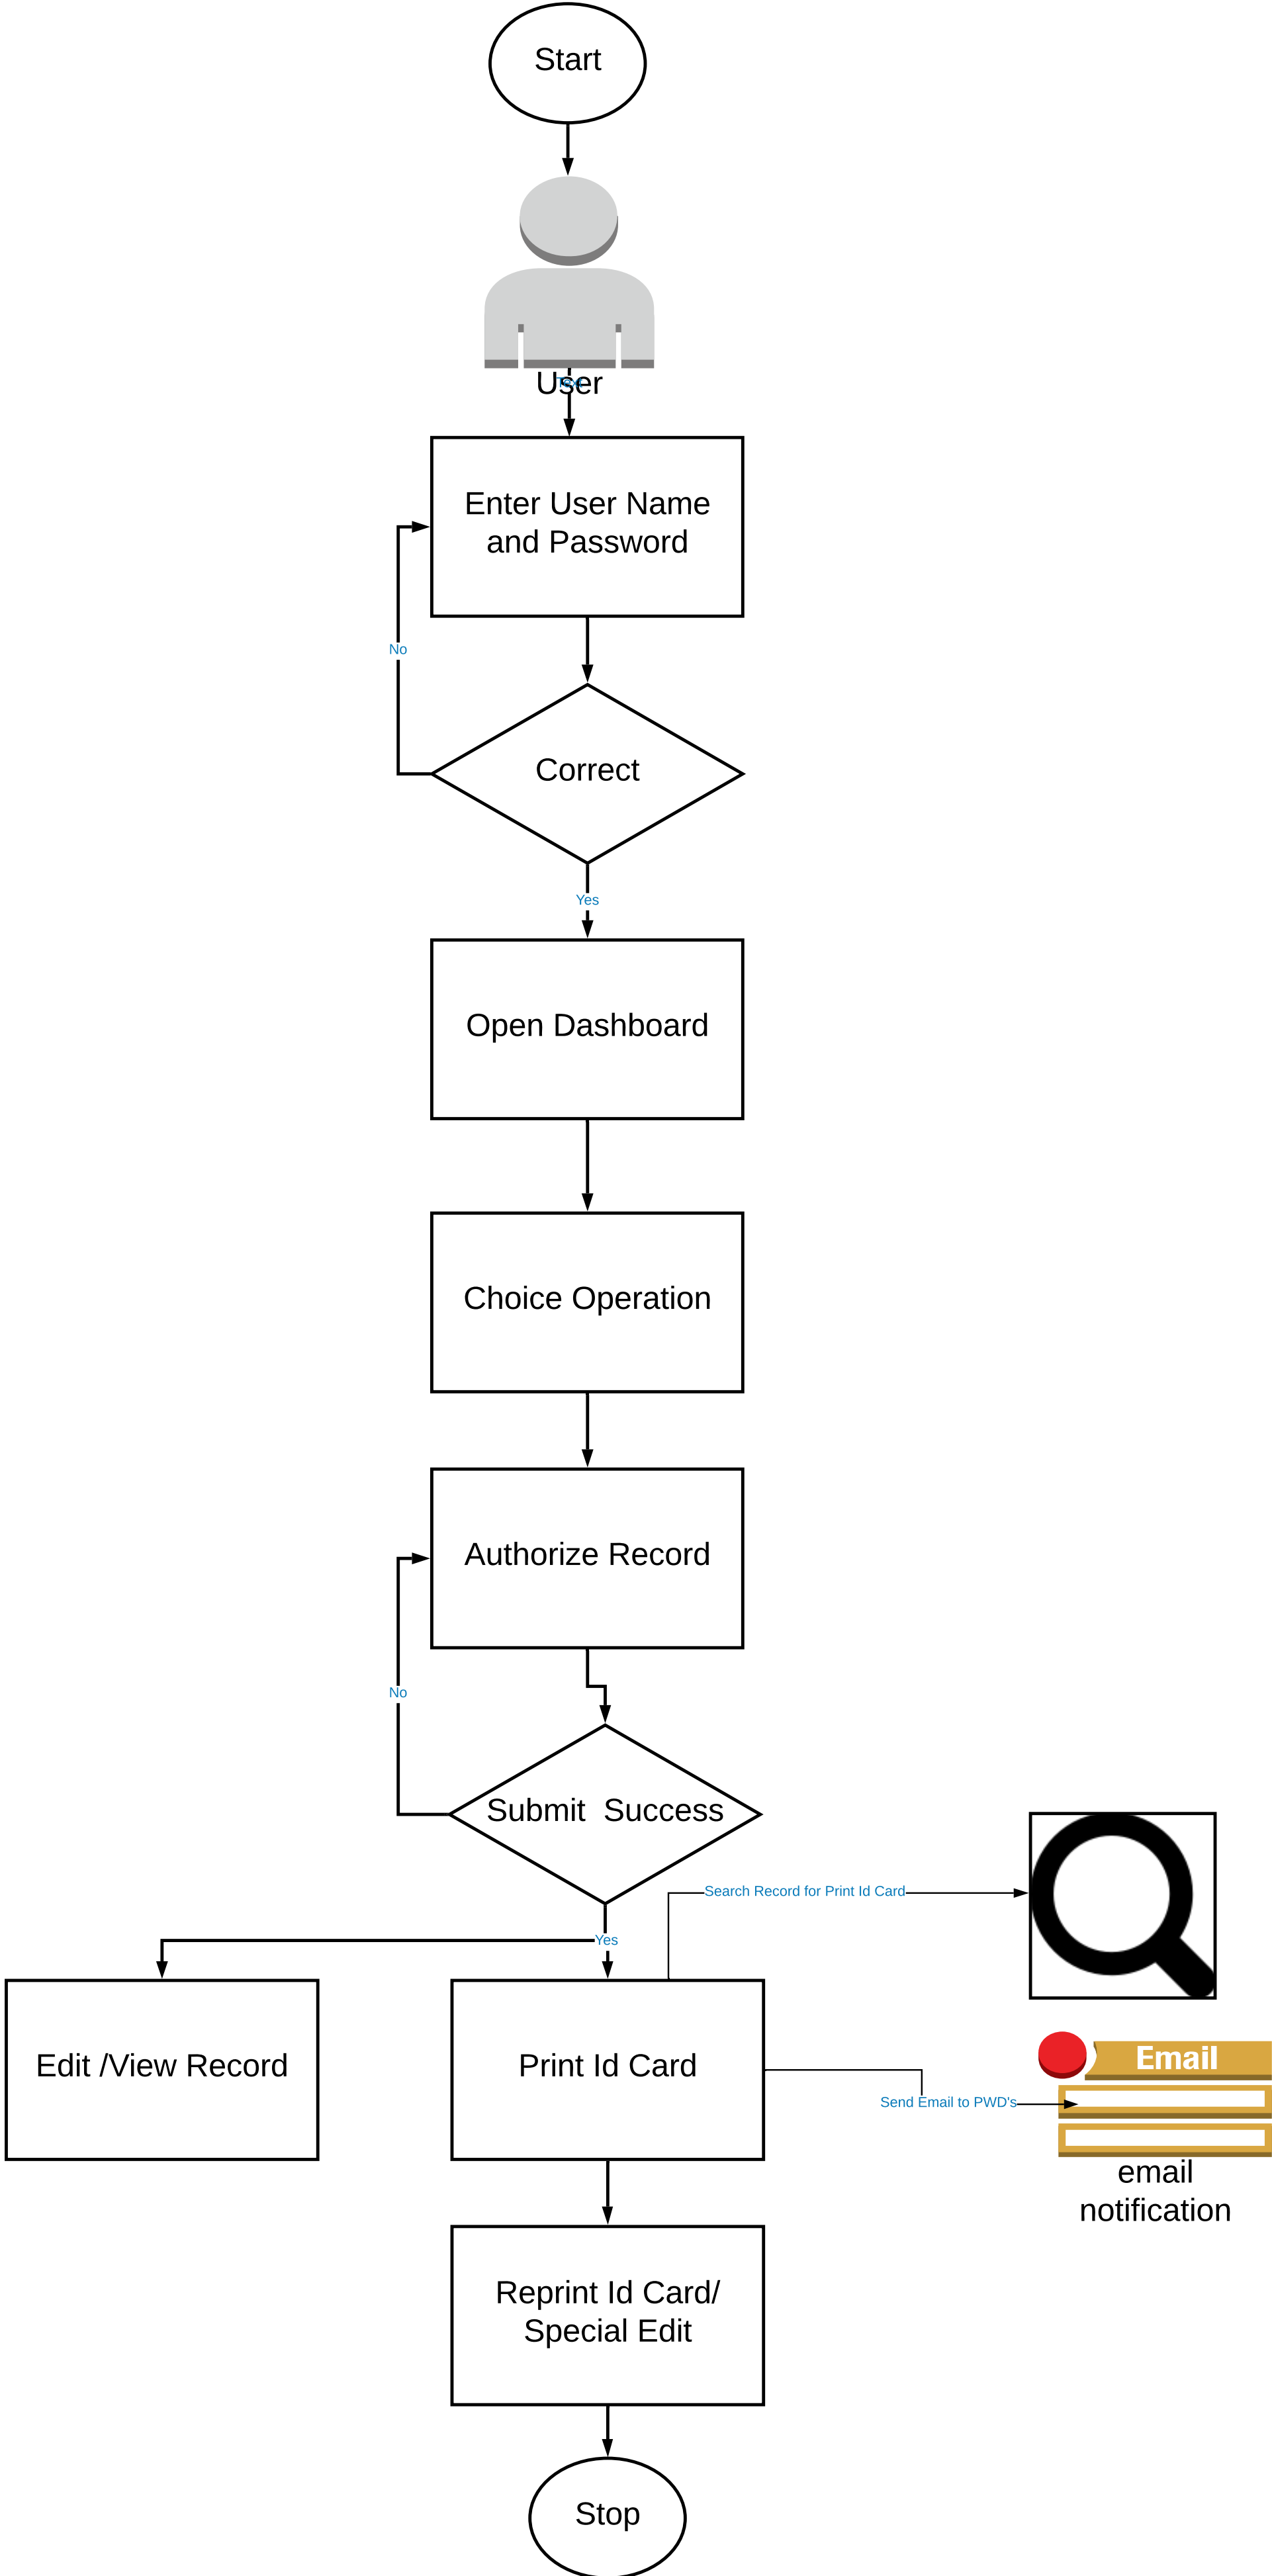 Start
User
Text
Enter User Name
and Password
No
Correct
Yes
Open Dashboard
Choice Operation
Authorize Record
No
Submit  Success
Search Record for Print Id Card
Yes
Edit /View Record
Print Id Card
Email
Send Email to PWD's
email
notification
Reprint Id Card/
Special Edit
Stop